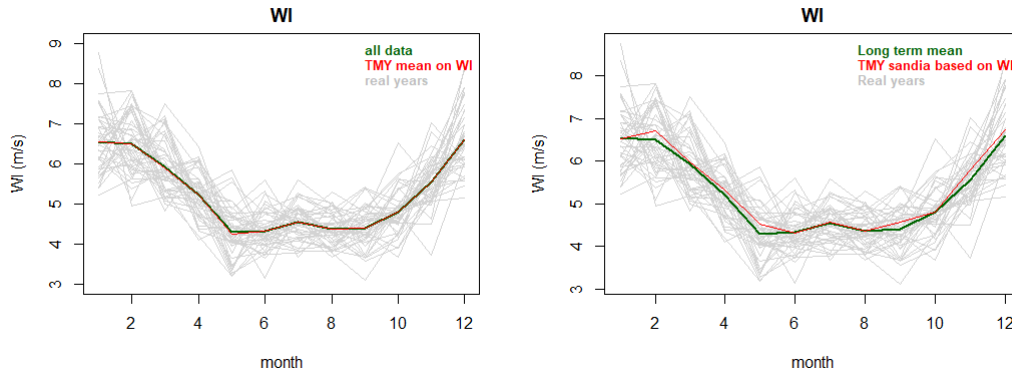 WI
all data
TMY mean on WI
real years
WI (m/s)
9
8
7
6
5
4
3
2
4
6
8
10
12
month
WI
Long term mean
TMY sandia based on WI
Real years
WI (m/s)
8
7
6
5
4
3
2
4
6
8
10
12
month